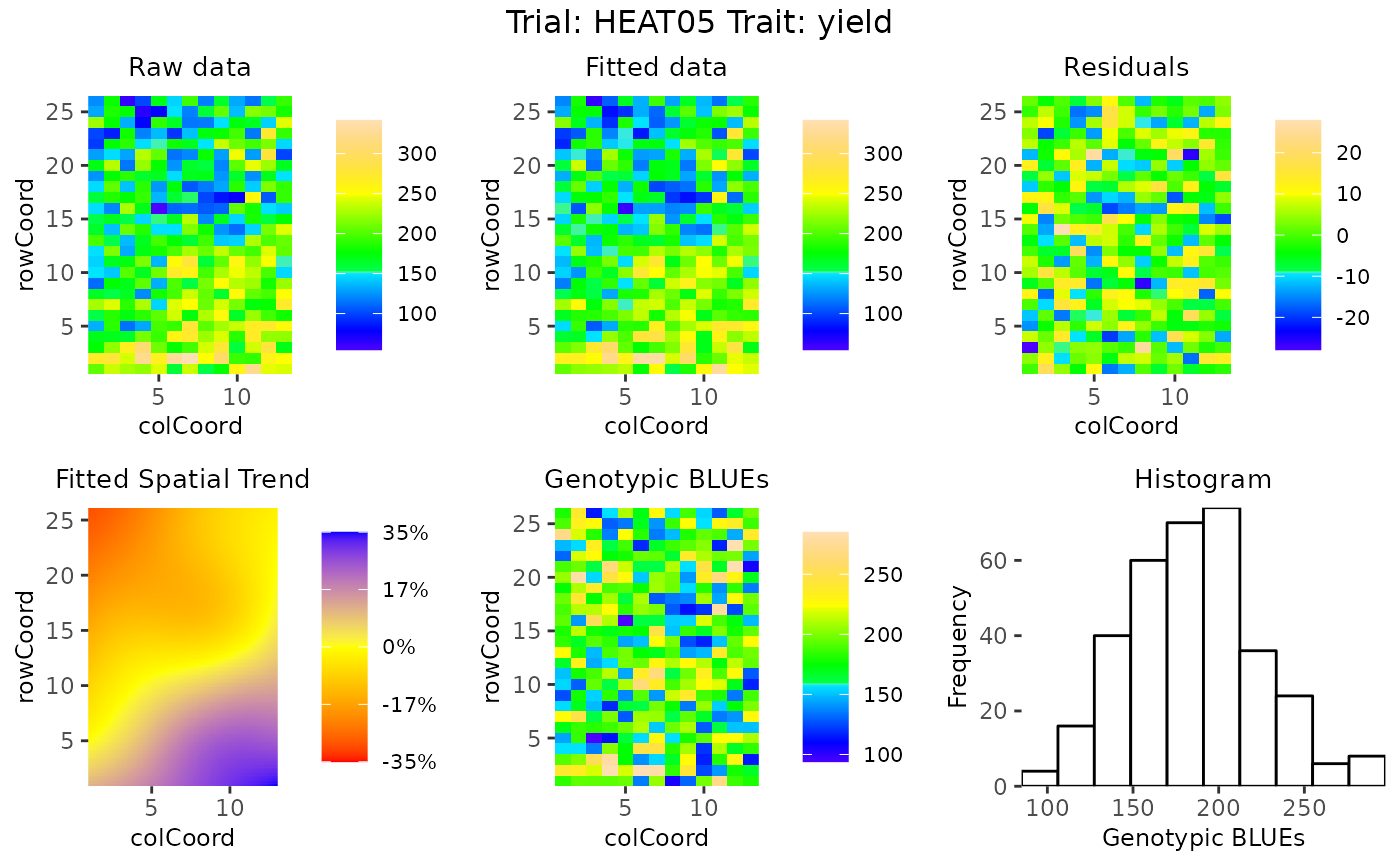 Trial: HEAT05 Trait: yield
Raw data
Fitted data
Residuals
rowCoord
25
20
15
10
5
5 10
colCoord
300
250
200
150
100
rowCoord
25
20
15
10
5
5 10
colCoord
300
250
200
150
100
rowCoord
25
20
15
10
5
5 10
colCoord
20
10
0
-10
-20
Fitted Spatial Trend
Genotypic BLUEs
Histogram
rowCoord
25
20
15
10
5
5 10
colCoord
35%
17%
0%
-17%
-35%
rowCoord
25
20
15
10
5
5 10
colCoord
250
200
150
100
Frequency
60
40
20
0
100 150 200 250
Genotypic BLUEs